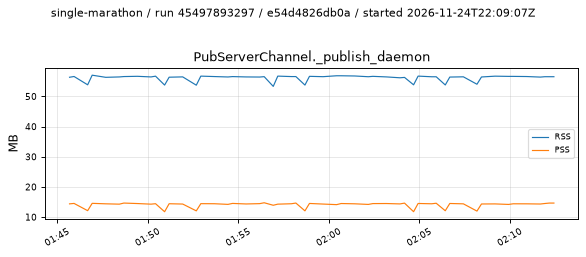 single-marathon / run 45497893297 / e54d4826db0a / started 2026-11-24T22:09:07Z
PubServerChannel._publish_daemon
MB
50
40
30
20
10
RSS
PSS
01:45
01:50
01:55
02:00
02:05
02:10